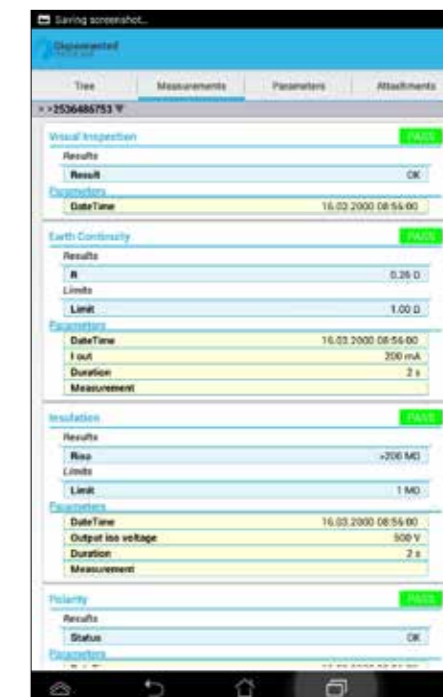 Saving screenshot...
Tree Measurements Parameters Attachments
> >2536486753
Visual Inspection PASS
Results
Result OK
Parameters
DateTime 16.03.2000 08:56:00
Earth Continuity PASS
Results
R 0.26 Ω
Limits
Limit 1.00 Ω
Parameters
DateTime 16.03.2000 08:56:00
I out 200 mA
Duration 2 s
Measurement
Insulation PASS
Results
Riso >200 MΩ
Limits
Limit 1 MΩ
Parameters
DateTime 16.03.2000 08:56:00
Output iso voltage 500 V
Duration 2 s
Measurement
Polarity PASS
Results
Status OK
Parameters